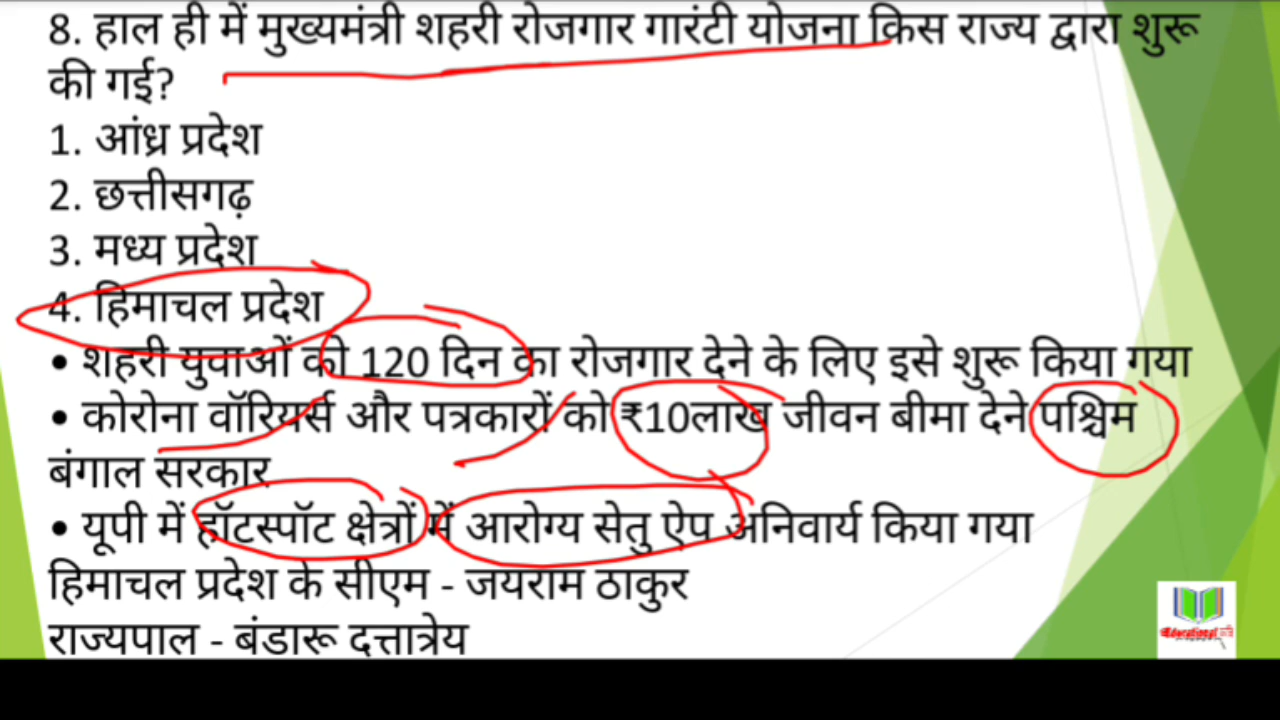 8. हाल ही में मुख्यमंत्री शहरी रोजगार गारंटी योजना किस राज्य द्वारा शुरू
की गई?
1. आंध्र प्रदेश
2. छत्तीसगढ़
3. मध्य प्रदेश
4. हिमाचल प्रदेश
• शहरी युवाओं को 120 दिन का रोजगार देने के लिए इसे शुरू किया गया
• कोरोना वॉरियर्स और पत्रकारों को ₹10लाख जीवन बीमा देने पश्चिम
बंगाल सरकार
• यूपी में हॉटस्पॉट क्षेत्रों में आरोग्य सेतु ऐप अनिवार्य किया गया
हिमाचल प्रदेश के सीएम - जयराम ठाकुर
राज्यपाल - बंडारू दत्तात्रेय
Educational